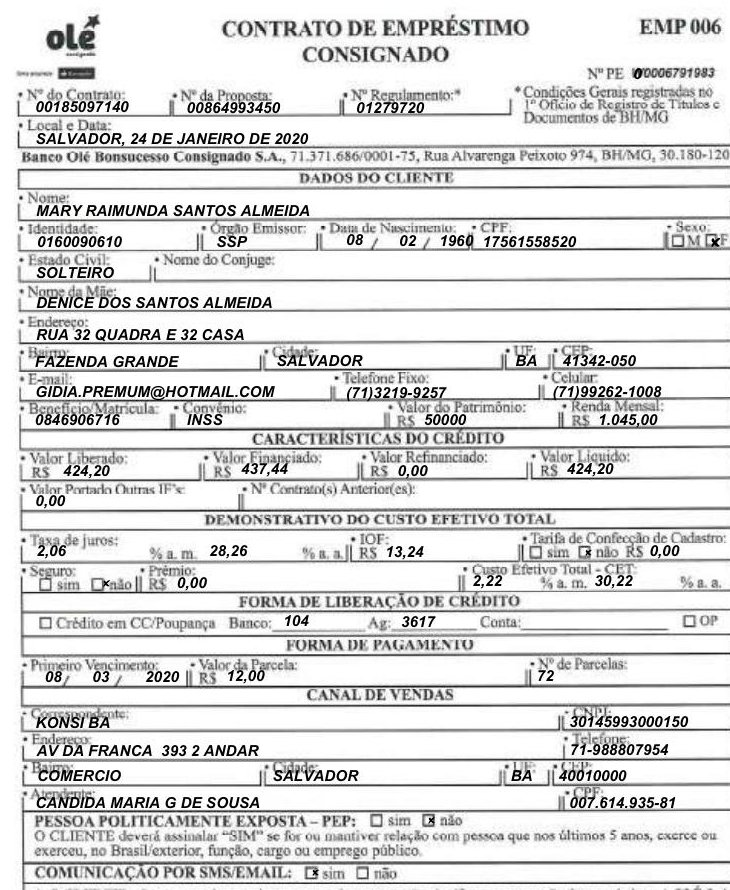 olé
consignado
CONTRATO DE EMPRÉSTIMO CONSIGNADO
EMP 006
Nº PE 00006791983
• Nº do Contrato: 00185097140 • Nº da Proposta: 00864993450 • Nº Regulamento:* 01279720
* Condições Gerais registradas no
1º Ofício de Registro de Títulos e
Documentos de BH/MG
• Local e Data:
SALVADOR, 24 DE JANEIRO DE 2020
Banco Olé Bonsucesso Consignado S.A., 71.371.686/0001-75, Rua Alvarenga Peixoto 974, BH/MG, 30.180-120
DADOS DO CLIENTE
• Nome:
MARY RAIMUNDA SANTOS ALMEIDA
• Identidade: • Órgão Emissor: • Data de Nascimento: • CPF: • Sexo:
0160090610 SSP 08 / 02 / 1960 17561558520 M x F
• Estado Civil: • Nome do Conjuge:
SOLTEIRO
• Nome da Mãe:
DENICE DOS SANTOS ALMEIDA
• Endereço:
RUA 32 QUADRA E 32 CASA
• Bairro: • Cidade: • UF: • CEP:
FAZENDA GRANDE SALVADOR BA 41342-050
• E-mail: • Telefone Fixo: • Celular:
GIDIA.PREMUM@HOTMAIL.COM (71)3219-9257 (71)99262-1008
• Benefício/Matrícula: • Convênio: • Valor do Patrimônio: • Renda Mensal:
0846906716 INSS R$ 50000 R$ 1.045,00
CARACTERÍSTICAS DO CRÉDITO
• Valor Liberado: • Valor Financiado: • Valor Refinanciado: • Valor Líquido:
R$ 424,20 R$ 437,44 R$ 0,00 R$ 424,20
• Valor Portado Outras IF's: • Nº Contrato(s) Anterior(es):
0,00
DEMONSTRATIVO DO CUSTO EFETIVO TOTAL
• Taxa de juros: • IOF: • Tarifa de Confecção de Cadastro:
2,06 % a. m. 28,26 % a. a. R$ 13,24 sim x não R$ 0,00
• Seguro: • Prêmio: • Custo Efetivo Total - CET:
sim x não R$ 0,00 2,22 % a. m. 30,22 % a. a.
FORMA DE LIBERAÇÃO DE CRÉDITO
Crédito em CC/Poupança Banco: 104 Ag: 3617 Conta: OP
FORMA DE PAGAMENTO
• Primeiro Vencimento: • Valor da Parcela: • Nº de Parcelas:
08 / 03 / 2020 R$ 12,00 72
CANAL DE VENDAS
• Correspondente: • CNPJ:
KONSI BA 30145993000150
• Endereço: • Telefone:
AV DA FRANCA 393 2 ANDAR 71-988807954
• Bairro: • Cidade: • UF: • CEP:
COMERCIO SALVADOR BA 40010000
• Atendente: • CPF:
CANDIDA MARIA G DE SOUSA 007.614.935-81
PESSOA POLITICAMENTE EXPOSTA – PEP: sim x não
O CLIENTE deverá assinalar “SIM” se for ou mantiver relação com pessoa que nos últimos 5 anos, exerce ou
exerceu, no Brasil/exterior, função, cargo ou emprego público.
COMUNICAÇÃO POR SMS/EMAIL: x sim não